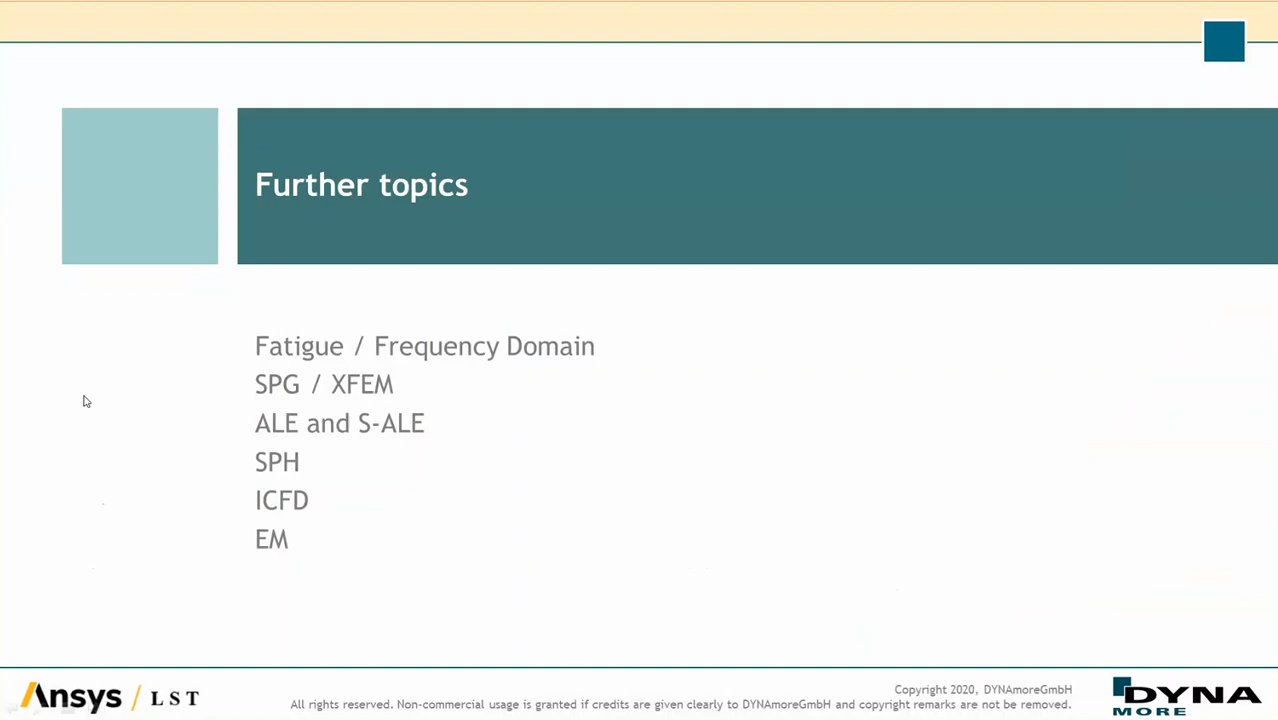 Further topics
Fatigue / Frequency Domain
SPG / XFEM
ALE and S-ALE
SPH
ICFD
EM
Ansys / LST
Copyright 2020, DYNAmoreGmbH
All rights reserved. Non-commercial usage is granted if credits are given clearly to DYNAmoreGmbH and copyright remarks are not be removed.
DYNA
MORE